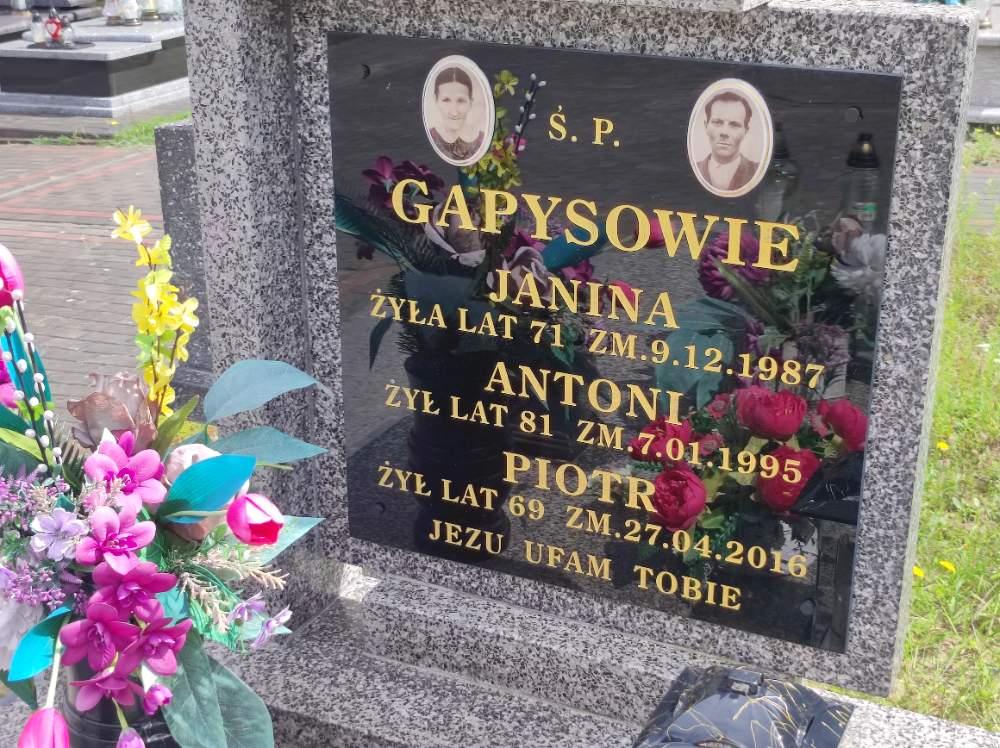 Ś. P.
GAPYSOWIE
JANINA
ŻYŁA LAT 71 ZM.9.12.1987
ANTONI
ŻYŁ LAT 81 ZM.7.01.1995
PIOTR
ŻYŁ LAT 69 ZM.27.04.2016
JEZU UFAM TOBIE